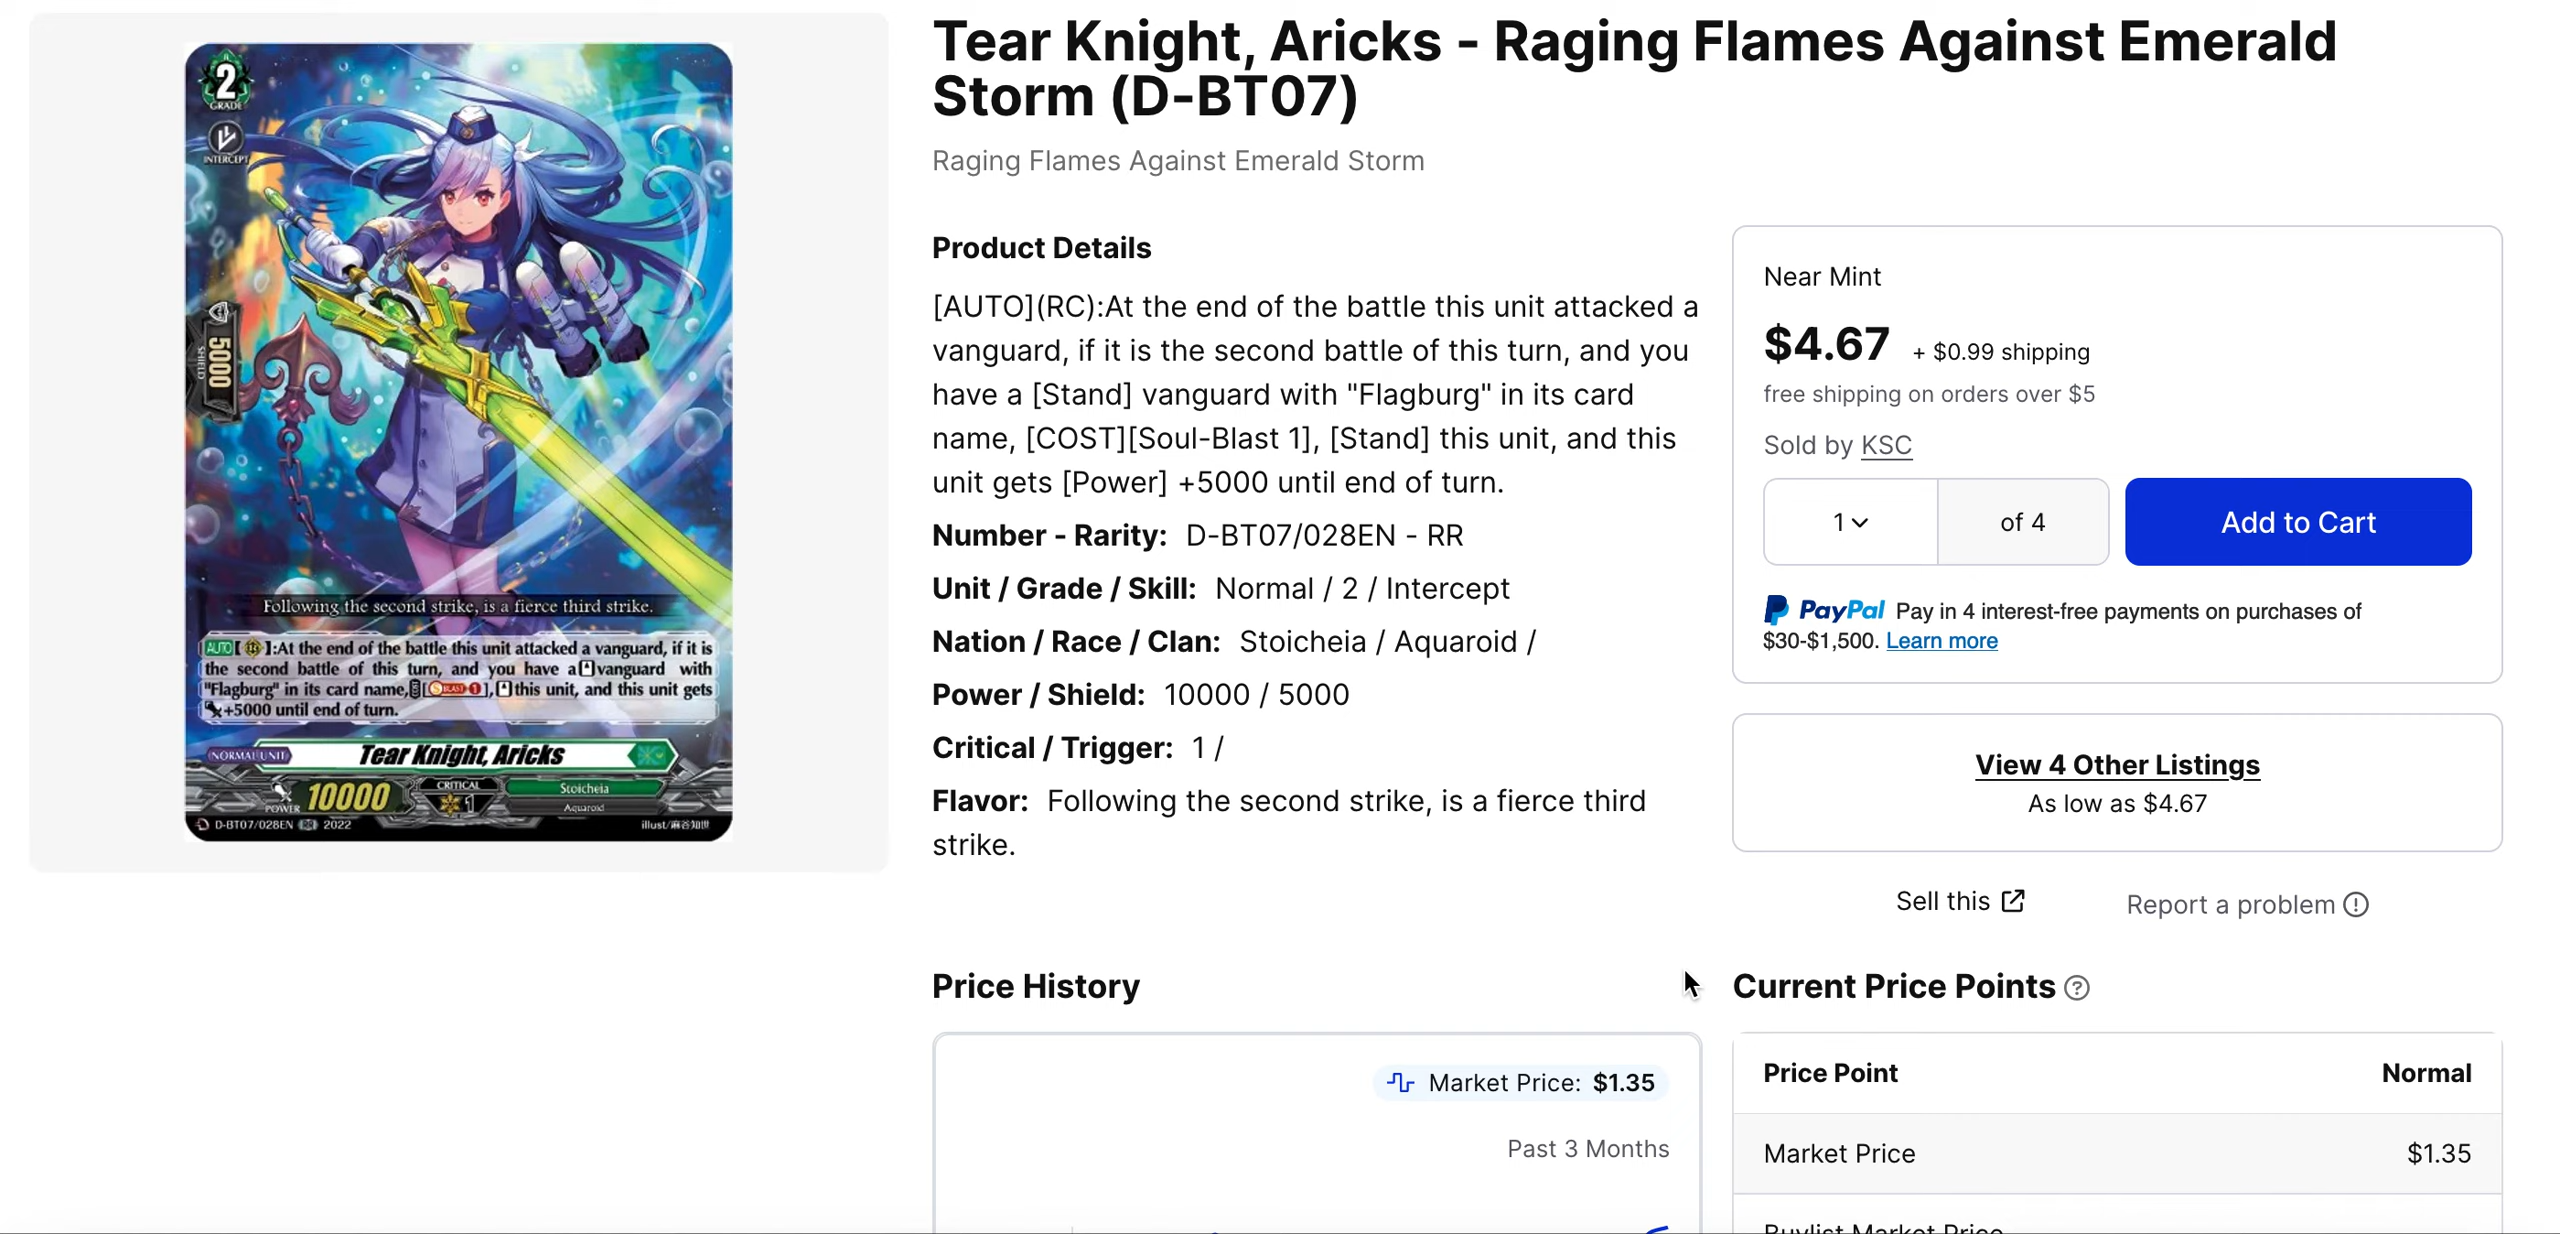 2
GRADE
INTERCEPT
5000
SHIELD
Following the second strike, is a fierce third strike.
AUTO[ ]:At the end of the battle this unit attacked a vanguard, if it is
the second battle of this turn, and you have a vanguard with
"Flagburg" in its card name, [ ], this unit, and this unit gets
+5000 until end of turn.
NORMAL UNIT
Tear Knight, Aricks
POWER 10000
CRITICAL
1
Stoicheia
Aquaroid
D-BT07/028EN RR 2022
illust/麻谷知世
Tear Knight, Aricks - Raging Flames Against Emerald
Storm (D-BT07)
Raging Flames Against Emerald Storm
Product Details
[AUTO](RC):At the end of the battle this unit attacked a
vanguard, if it is the second battle of this turn, and you
have a [Stand] vanguard with "Flagburg" in its card
name, [COST][Soul-Blast 1], [Stand] this unit, and this
unit gets [Power] +5000 until end of turn.
Number - Rarity: D-BT07/028EN - RR
Unit / Grade / Skill: Normal / 2 / Intercept
Nation / Race / Clan: Stoicheia / Aquaroid /
Power / Shield: 10000 / 5000
Critical / Trigger: 1 /
Flavor: Following the second strike, is a fierce third
strike.
Near Mint
$4.67 + $0.99 shipping
free shipping on orders over $5
Sold by KSC
1 of 4 Add to Cart
PayPal Pay in 4 interest-free payments on purchases of
$30-$1,500. Learn more
View 4 Other Listings
As low as $4.67
Sell this Report a problem
Price History
Market Price: $1.35
Past 3 Months
Current Price Points
Price Point Normal
Market Price $1.35
Buylist Market Price